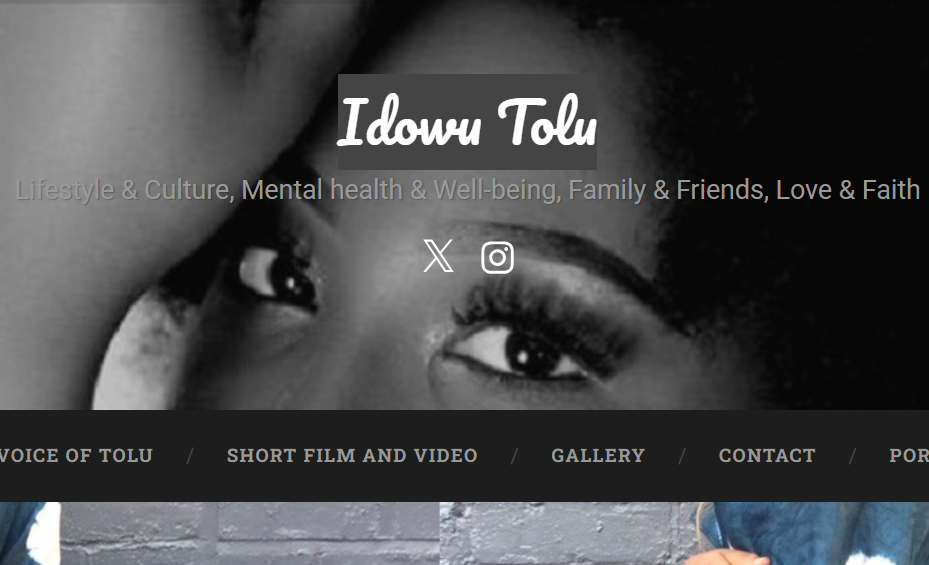 Idowu Tolu
Lifestyle & Culture, Mental health & Well-being, Family & Friends, Love & Faith
VOICE OF TOLU / SHORT FILM AND VIDEO / GALLERY / CONTACT / POR